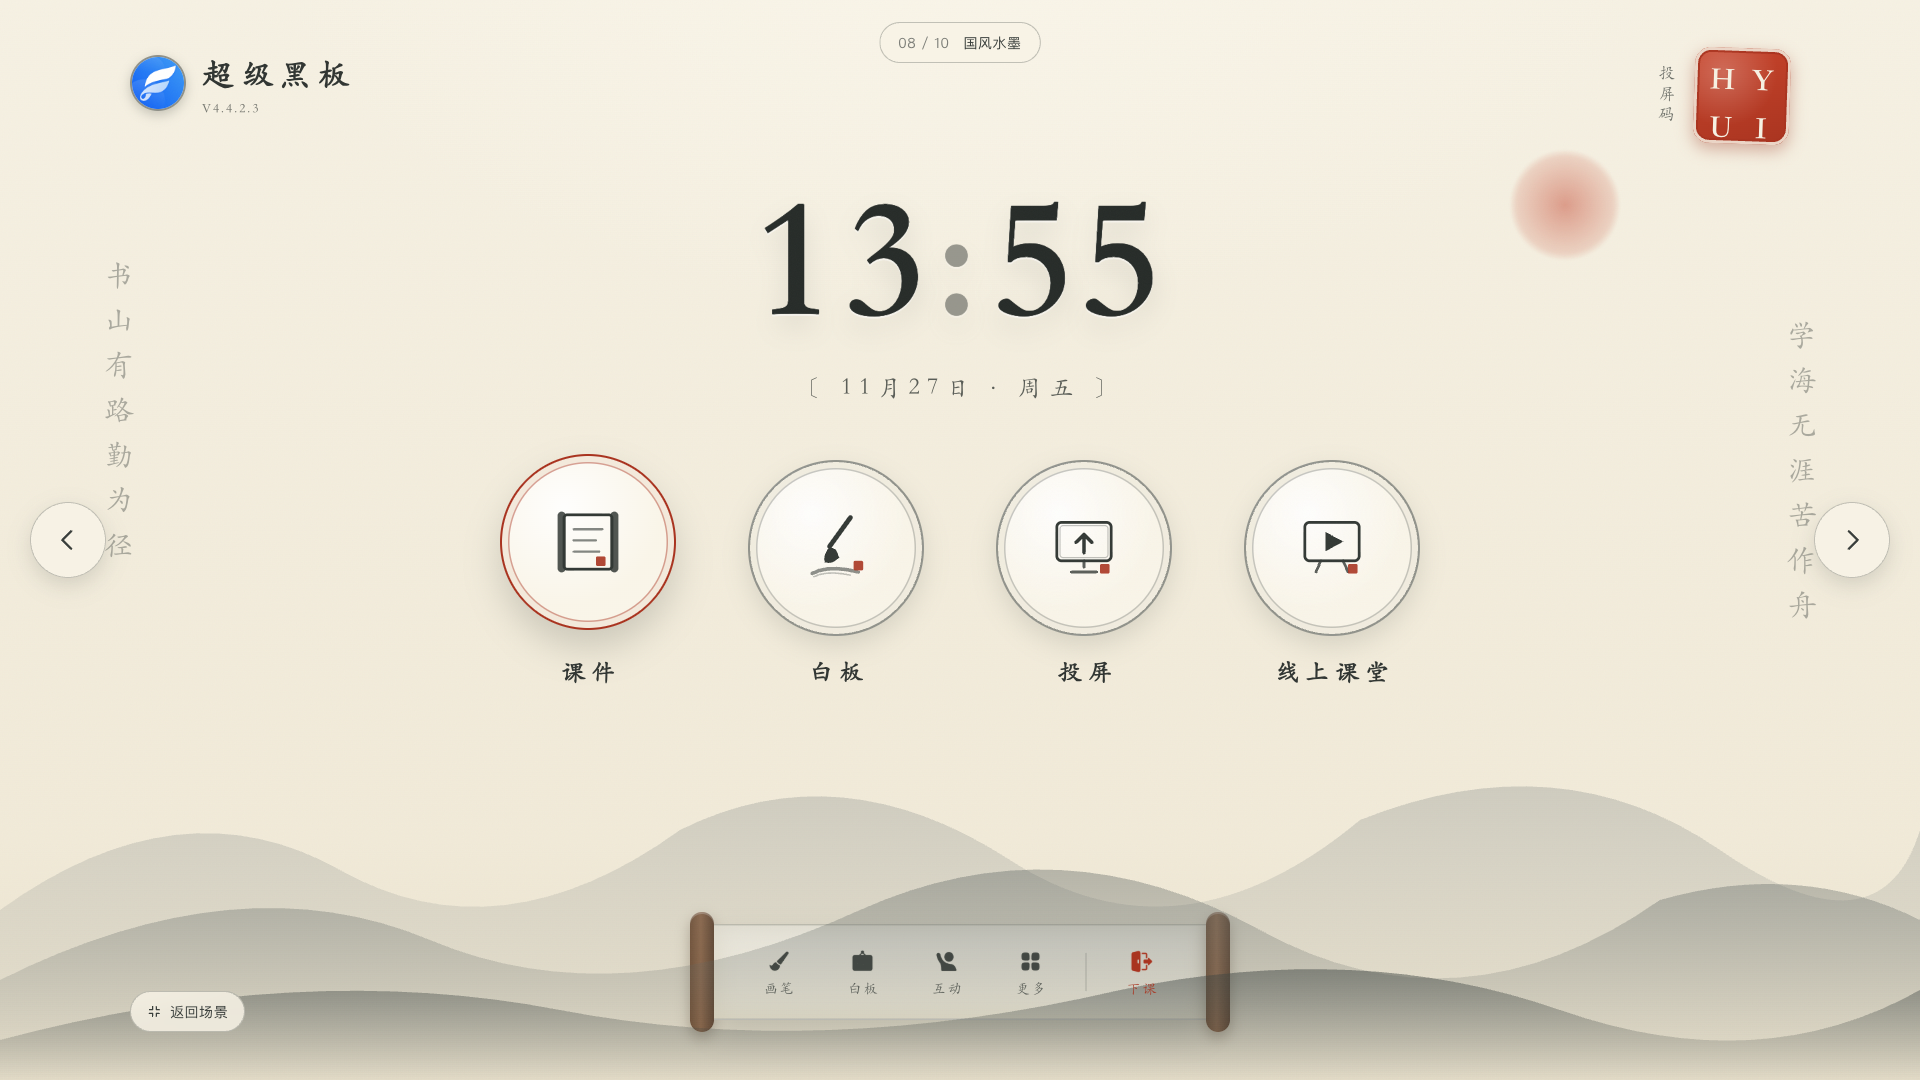 08 / 10 国风水墨
超级黑板
V4.4.2.3
投屏码
H Y
U I
13:55
〔 11月27日 · 周五 〕
书山有路勤为径
学海无涯苦作舟
课件
白板
投屏
线上课堂
画笔
白板
互动
更多
下课
返回场景